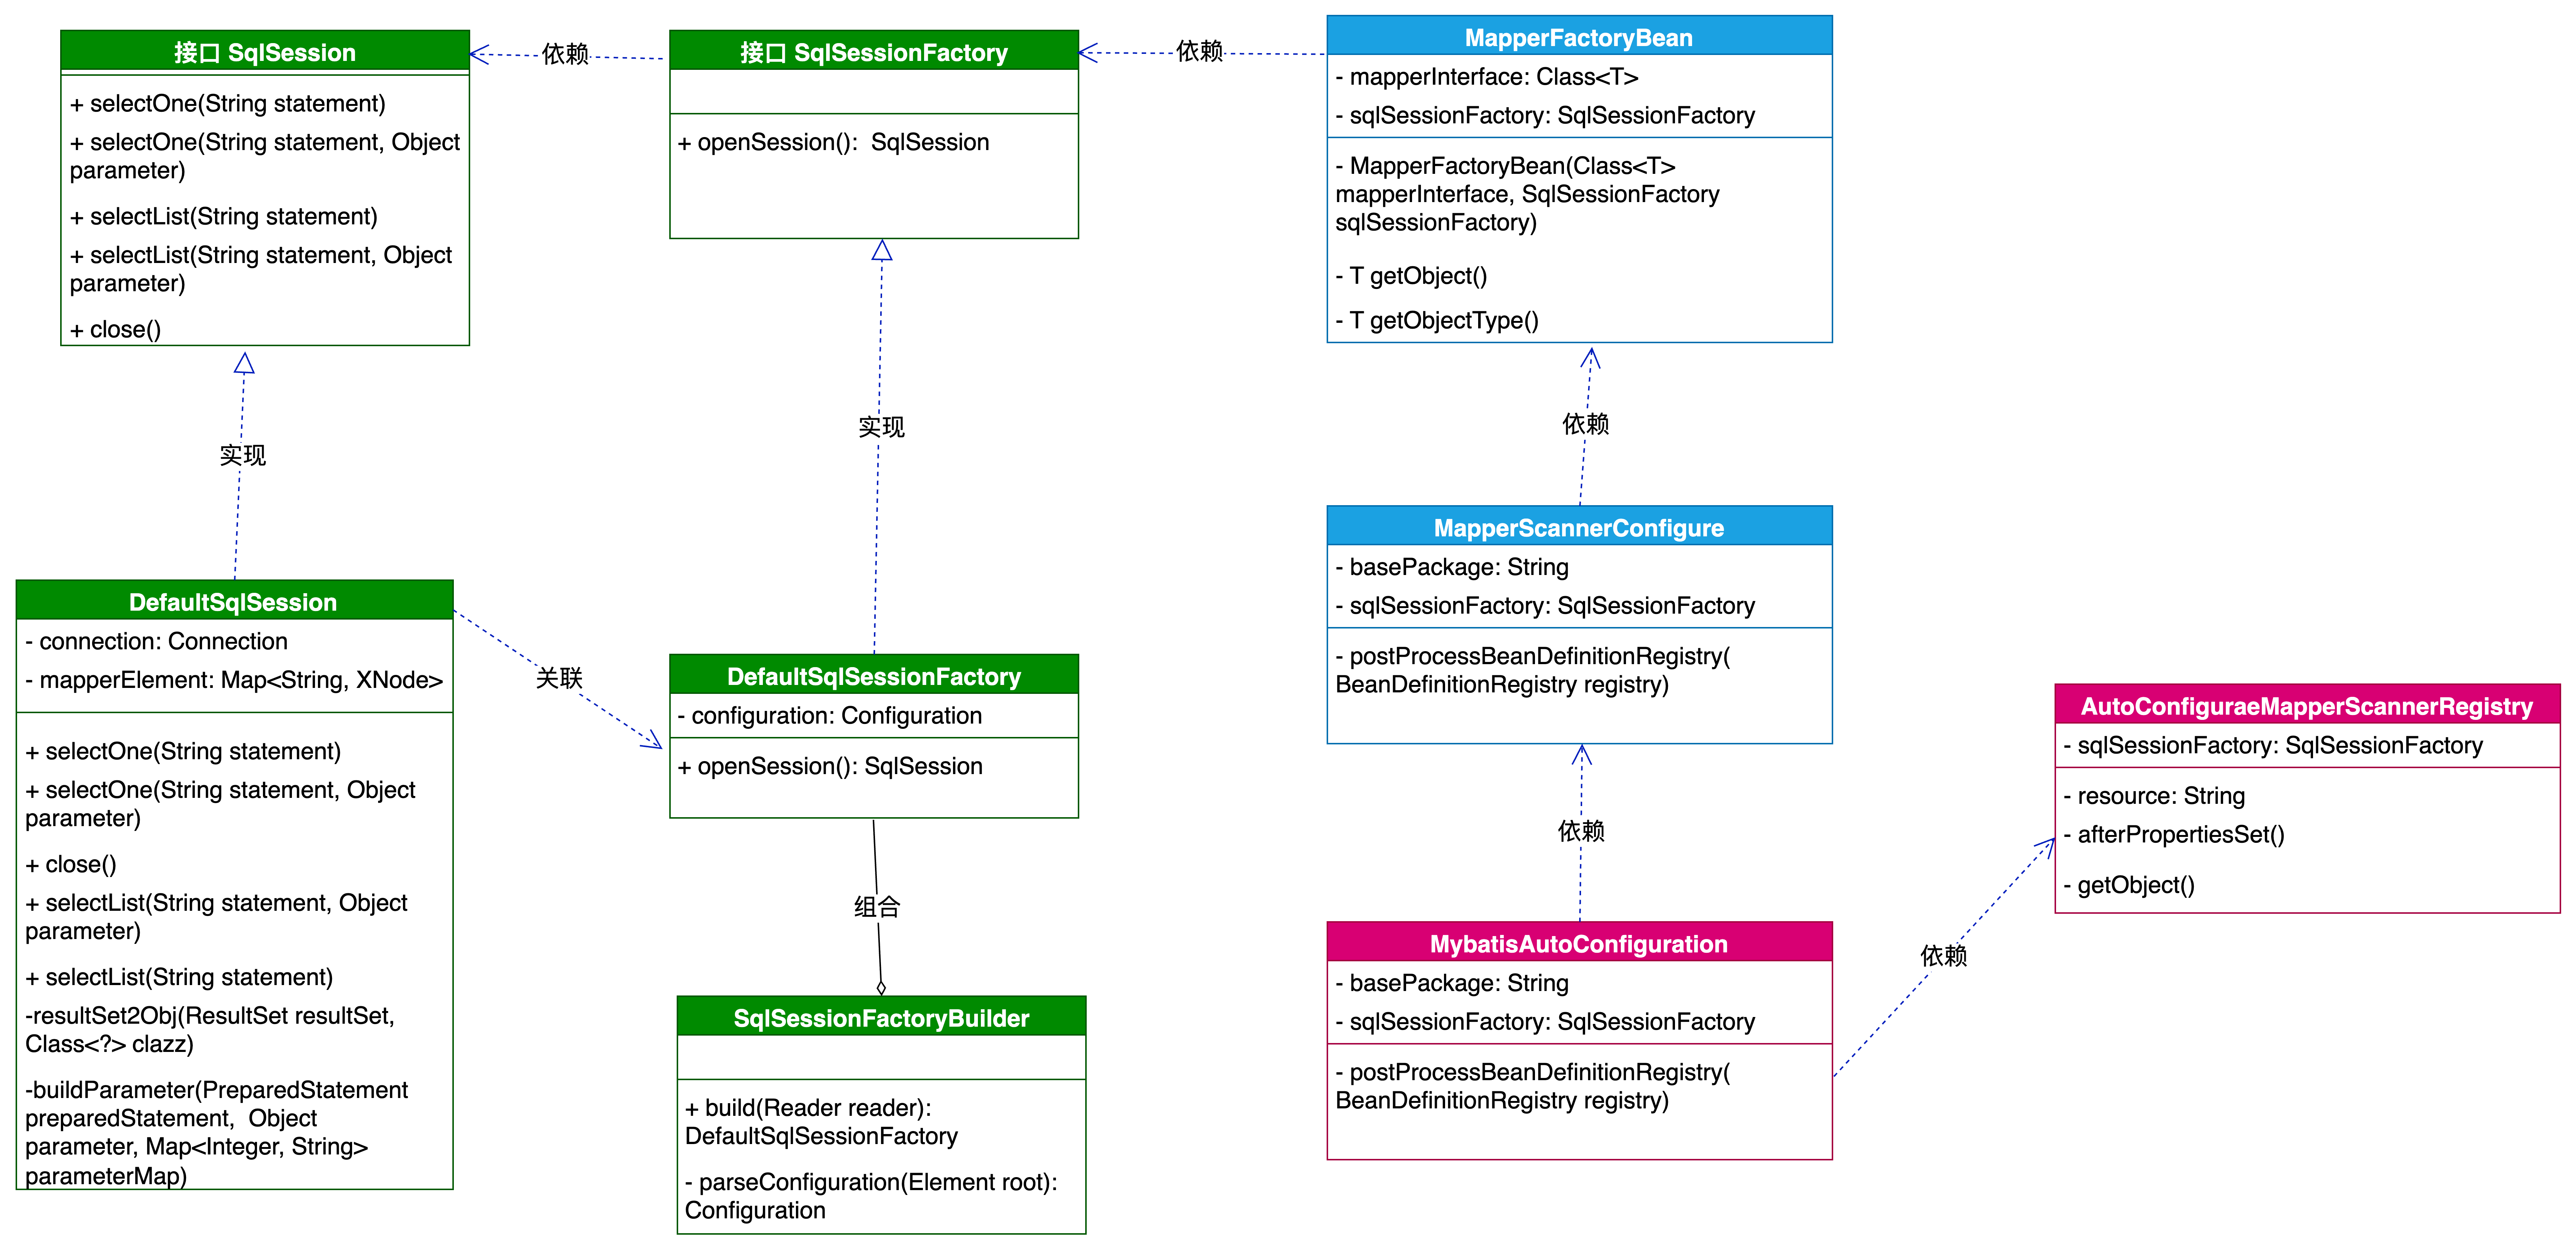 接口 SqlSession
+ selectOne(String statement)
+ selectOne(String statement, Object
parameter)
+ selectList(String statement)
+ selectList(String statement, Object
parameter)
+ close()
依赖
接口 SqlSessionFactory
+ openSession():  SqlSession
依赖
MapperFactoryBean
- mapperInterface: Class<T>
- sqlSessionFactory: SqlSessionFactory
- MapperFactoryBean(Class<T>
mapperInterface, SqlSessionFactory
sqlSessionFactory)
- T getObject()
- T getObjectType()
实现
实现
依赖
DefaultSqlSession
- connection: Connection
- mapperElement: Map<String, XNode>
+ selectOne(String statement)
+ selectOne(String statement, Object
parameter)
+ close()
+ selectList(String statement, Object
parameter)
+ selectList(String statement)
-resultSet2Obj(ResultSet resultSet,
Class<?> clazz)
-buildParameter(PreparedStatement
preparedStatement,  Object
parameter, Map<Integer, String>
parameterMap)
关联
DefaultSqlSessionFactory
- configuration: Configuration
+ openSession(): SqlSession
组合
SqlSessionFactoryBuilder
+ build(Reader reader):
DefaultSqlSessionFactory
- parseConfiguration(Element root):
Configuration
MapperScannerConfigure
- basePackage: String
- sqlSessionFactory: SqlSessionFactory
- postProcessBeanDefinitionRegistry(
BeanDefinitionRegistry registry)
依赖
MybatisAutoConfiguration
- basePackage: String
- sqlSessionFactory: SqlSessionFactory
- postProcessBeanDefinitionRegistry(
BeanDefinitionRegistry registry)
依赖
AutoConfiguraeMapperScannerRegistry
- sqlSessionFactory: SqlSessionFactory
- resource: String
- afterPropertiesSet()
- getObject()